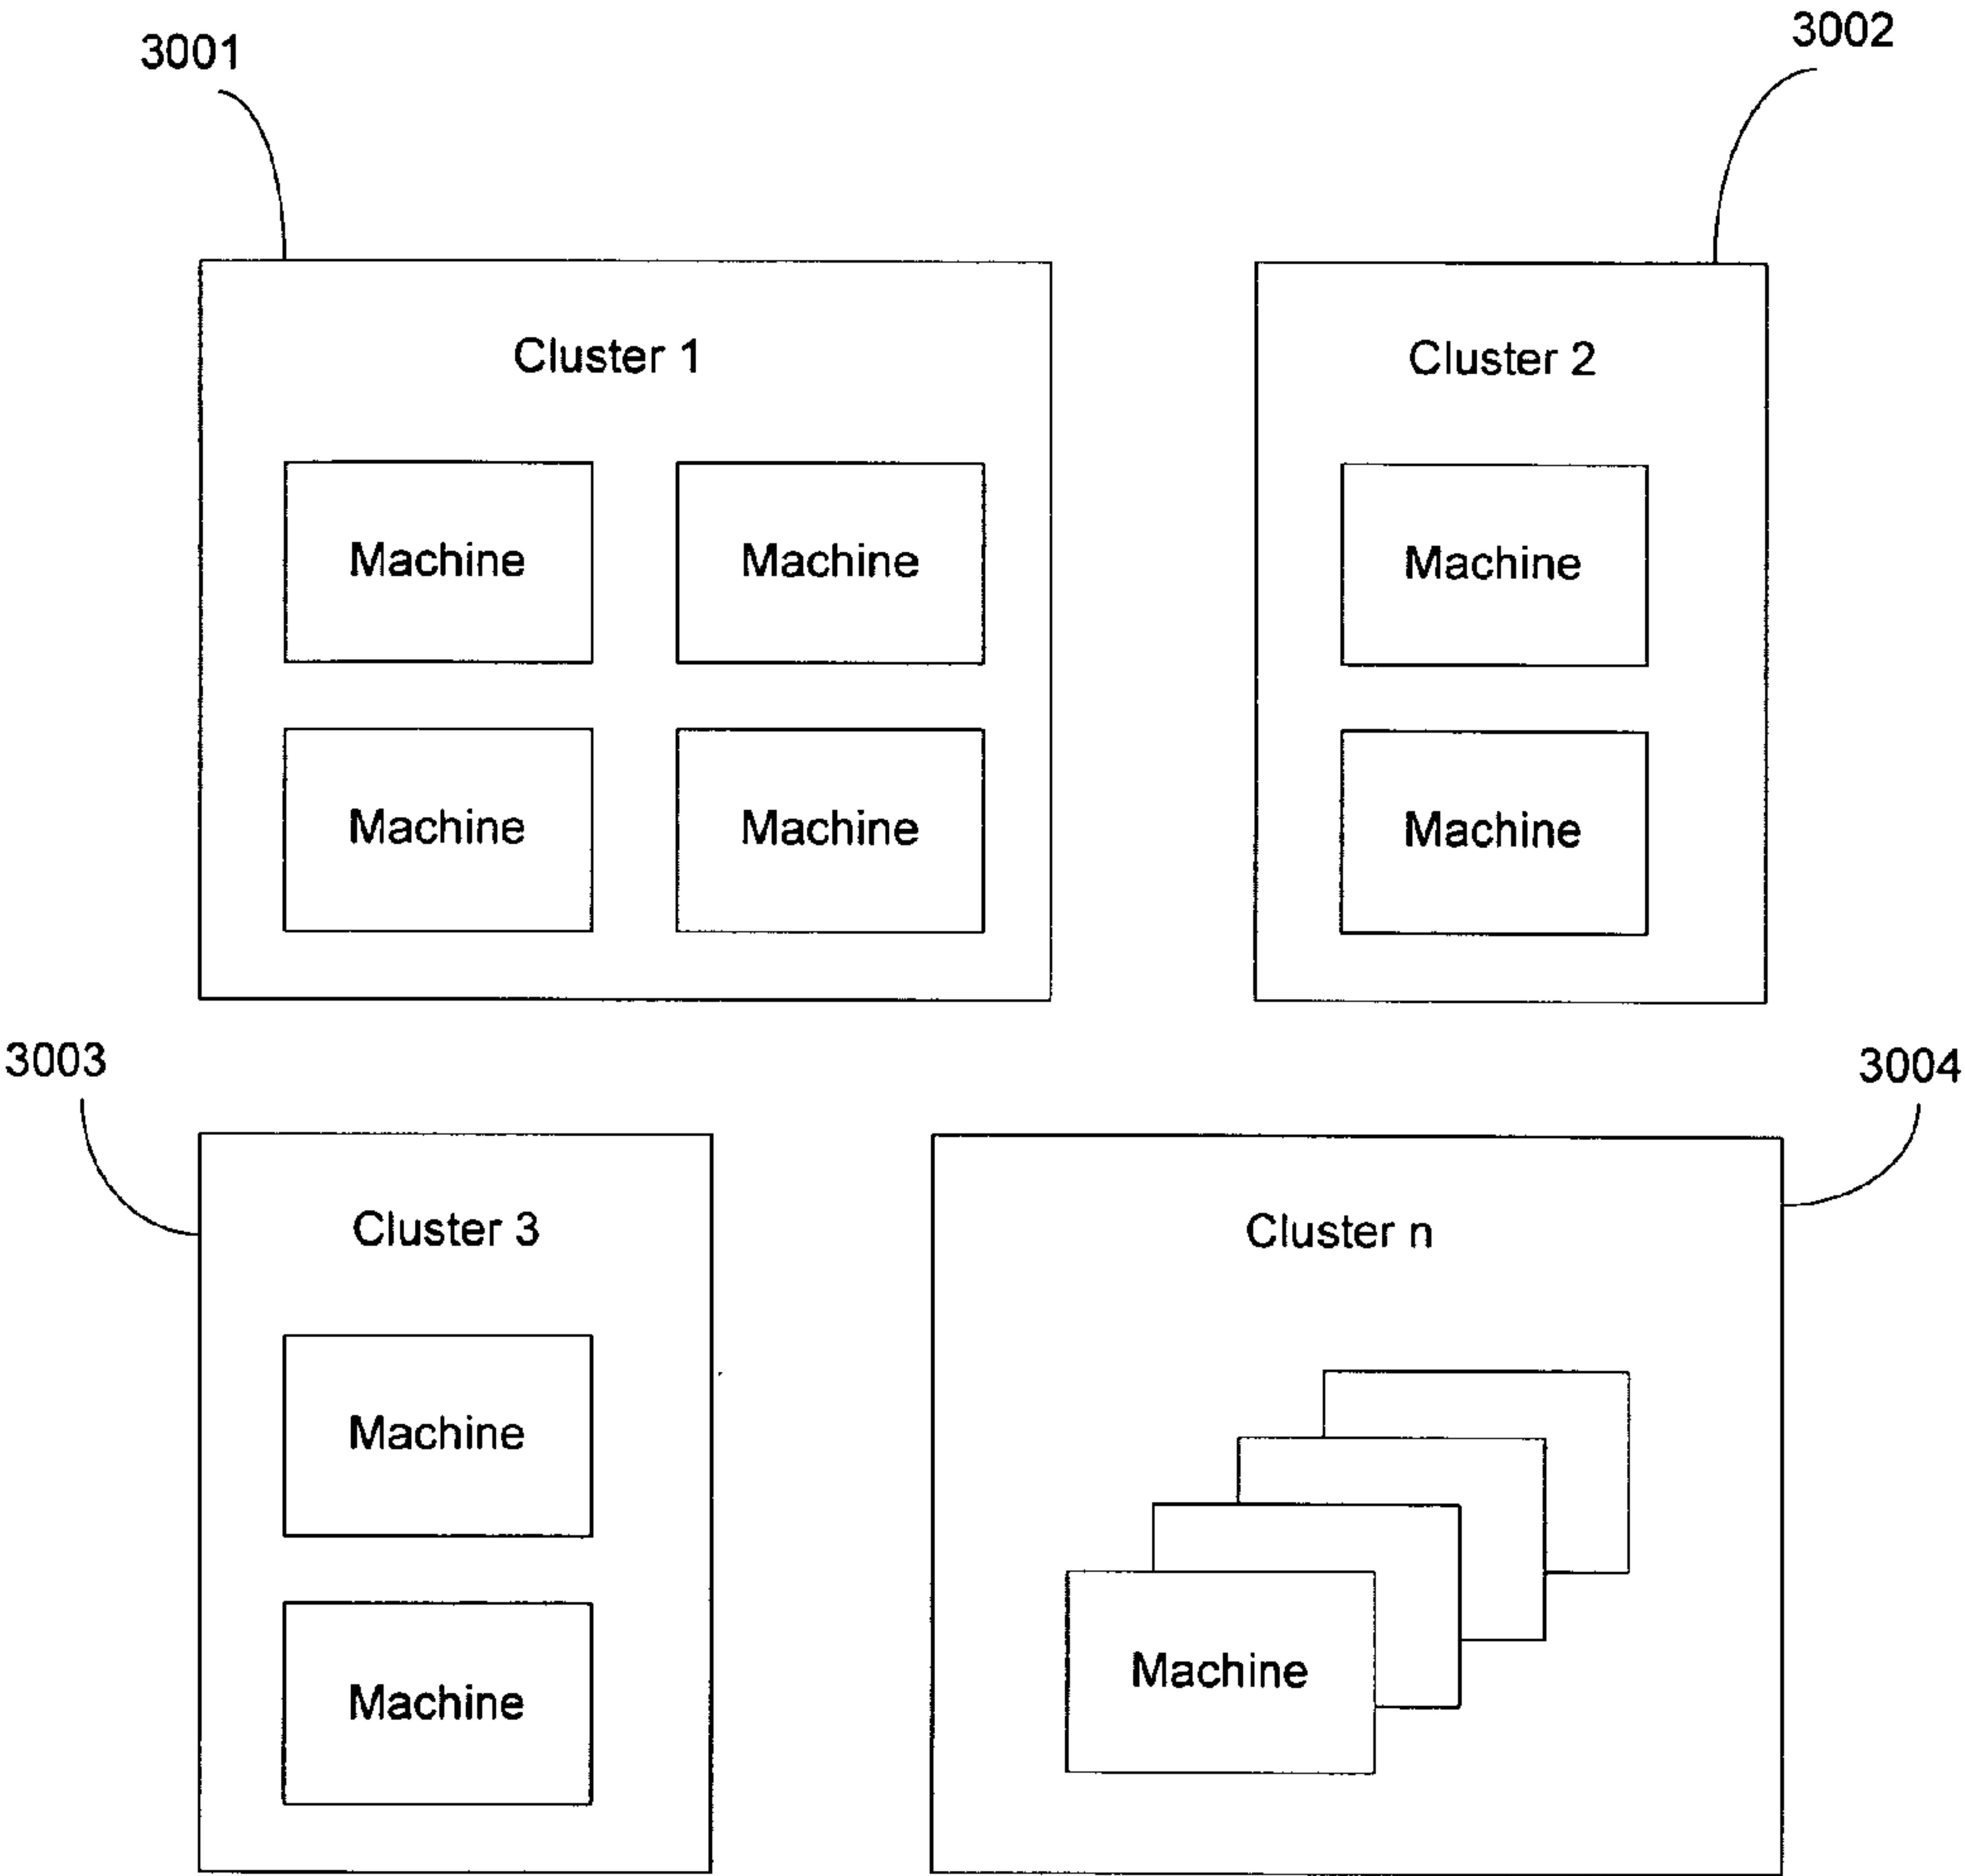 3001
3002
Cluster 1
Cluster 2
Machine
Machine
Machine
Machine
Machine
Machine
3003
3004
Cluster 3
Cluster n
Machine
Machine
Machine